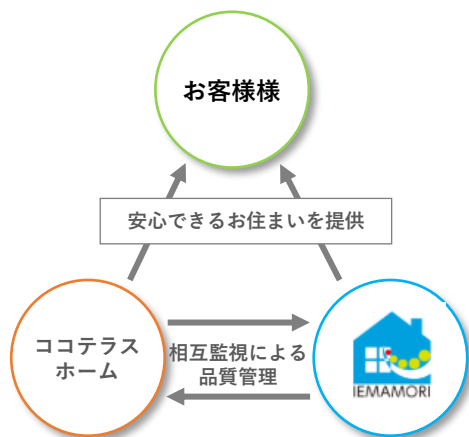 お客様様
安心できるお住まいを提供
ココテラス
ホーム
相互監視による
品質管理
IEMAMORI